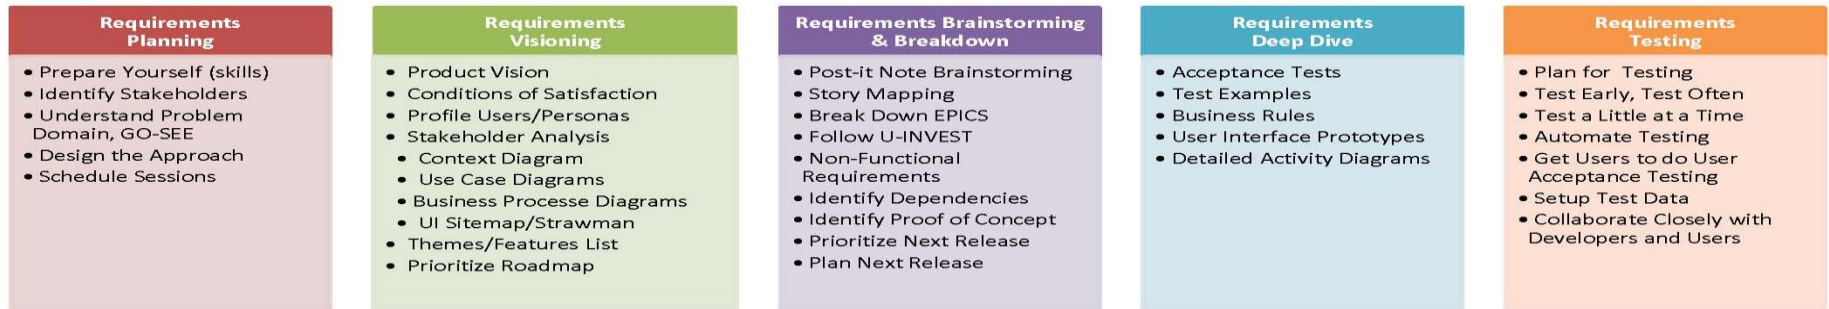 Requirements
Planning
• Prepare Yourself (skills)
• Identify Stakeholders
• Understand Problem
Domain, GO-SEE
• Design the Approach
• Schedule Sessions
Requirements
Visioning
• Product Vision
• Conditions of Satisfaction
• Profile Users/Personas
• Stakeholder Analysis
• Context Diagram
• Use Case Diagrams
• Business Processe Diagrams
• UI Sitemap/Strawman
• Themes/Features List
• Prioritize Roadmap
Requirements Brainstorming
& Breakdown
• Post-it Note Brainstorming
• Story Mapping
• Break Down EPICS
• Follow U-INVEST
• Non-Functional
Requirements
• Identify Dependencies
• Identify Proof of Concept
• Prioritize Next Release
• Plan Next Release
Requirements
Deep Dive
• Acceptance Tests
• Test Examples
• Business Rules
• User Interface Prototypes
• Detailed Activity Diagrams
Requirements
Testing
• Plan for Testing
• Test Early, Test Often
• Test a Little at a Time
• Automate Testing
• Get Users to do User
Acceptance Testing
• Setup Test Data
• Collaborate Closely with
Developers and Users